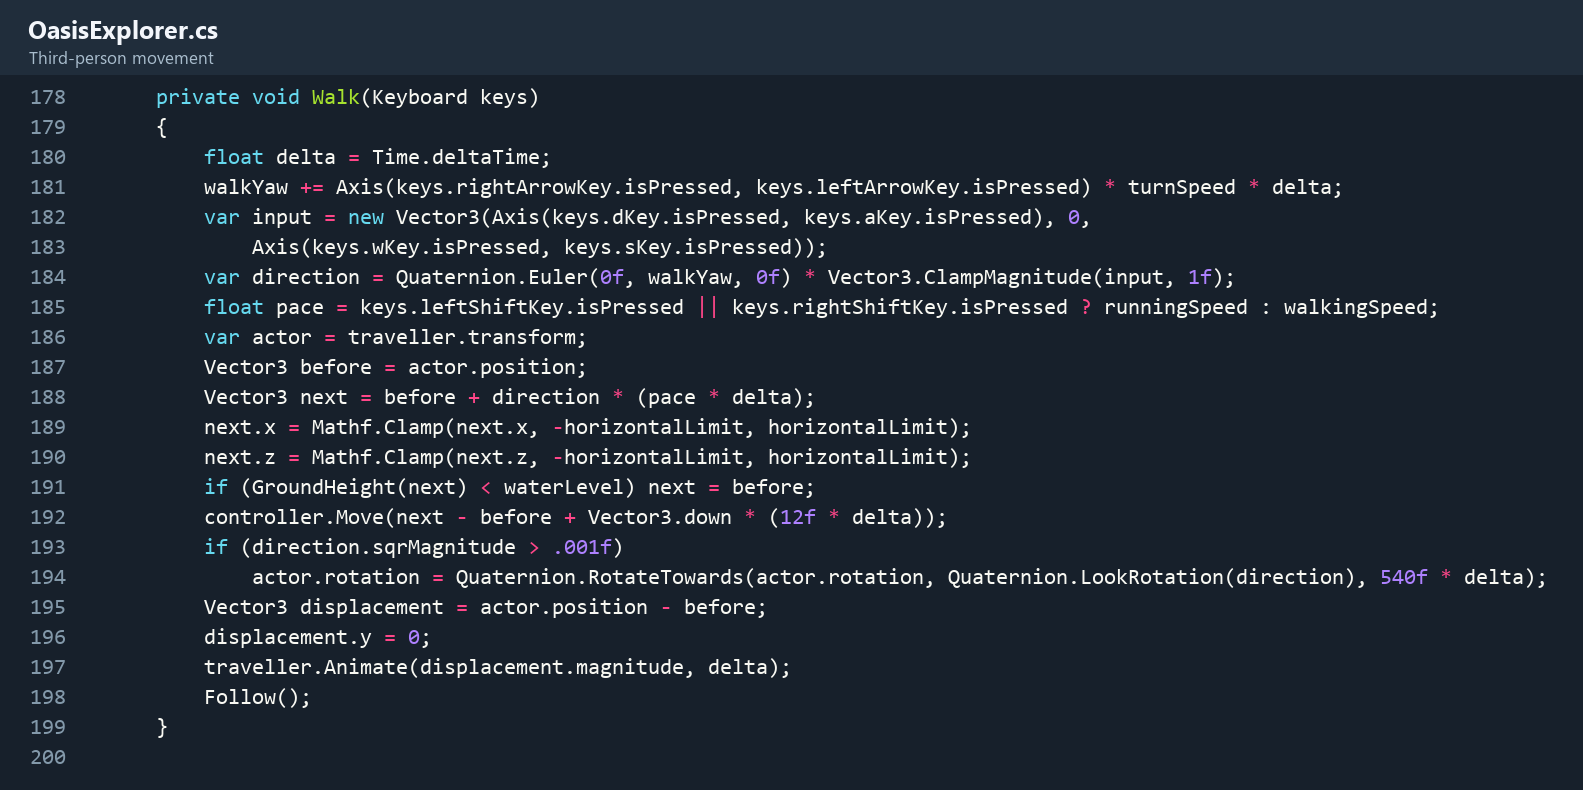 OasisExplorer.cs
Third-person movement
178 private void Walk(Keyboard keys)
179 {
180 float delta = Time.deltaTime;
181 walkYaw += Axis(keys.rightArrowKey.isPressed, keys.leftArrowKey.isPressed) * turnSpeed * delta;
182 var input = new Vector3(Axis(keys.dKey.isPressed, keys.aKey.isPressed), 0,
183 Axis(keys.wKey.isPressed, keys.sKey.isPressed));
184 var direction = Quaternion.Euler(0f, walkYaw, 0f) * Vector3.ClampMagnitude(input, 1f);
185 float pace = keys.leftShiftKey.isPressed || keys.rightShiftKey.isPressed ? runningSpeed : walkingSpeed;
186 var actor = traveller.transform;
187 Vector3 before = actor.position;
188 Vector3 next = before + direction * (pace * delta);
189 next.x = Mathf.Clamp(next.x, -horizontalLimit, horizontalLimit);
190 next.z = Mathf.Clamp(next.z, -horizontalLimit, horizontalLimit);
191 if (GroundHeight(next) < waterLevel) next = before;
192 controller.Move(next - before + Vector3.down * (12f * delta));
193 if (direction.sqrMagnitude > .001f)
194 actor.rotation = Quaternion.RotateTowards(actor.rotation, Quaternion.LookRotation(direction), 540f * delta);
195 Vector3 displacement = actor.position - before;
196 displacement.y = 0;
197 traveller.Animate(displacement.magnitude, delta);
198 Follow();
199 }
200